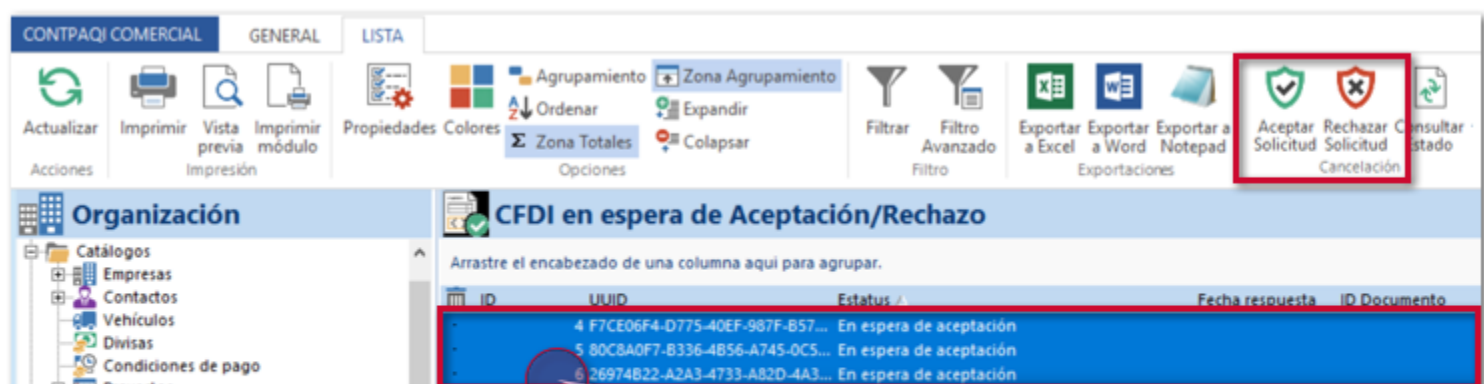 CONTPAQI COMERCIAL GENERAL LISTA
Agrupamiento Zona Agrupamiento
Ordenar Expandir
Σ Zona Totales Colapsar
Actualizar Imprimir Vista previa Imprimir módulo Propiedades Colores Filtrar Filtro Avanzado Exportar a Excel Exportar a Word Exportar a Notepad Aceptar Solicitud Rechazar Solicitud Consultar Estado
Acciones Impresión Opciones Filtro Exportaciones Cancelación
Organización
CFDI en espera de Aceptación/Rechazo
Catálogos
Empresas
Contactos
Vehículos
Divisas
Condiciones de pago
Arrastre el encabezado de una columna aqui para agrupar.
ID UUID Estatus Fecha respuesta ID Documento
4 F7CE06F4-D775-40EF-987F-B57... En espera de aceptación
5 80C8A0F7-B336-4B56-A745-0C5... En espera de aceptación
6 26974B22-A2A3-4733-A82D-4A3... En espera de aceptación